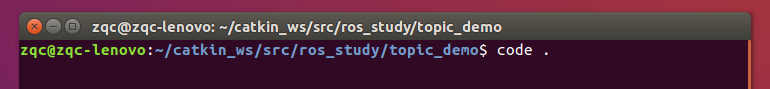 zqc@zqc-lenovo: ~/catkin_ws/src/ros_study/topic_demo
zqc@zqc-lenovo:~/catkin_ws/src/ros_study/topic_demo$ code .